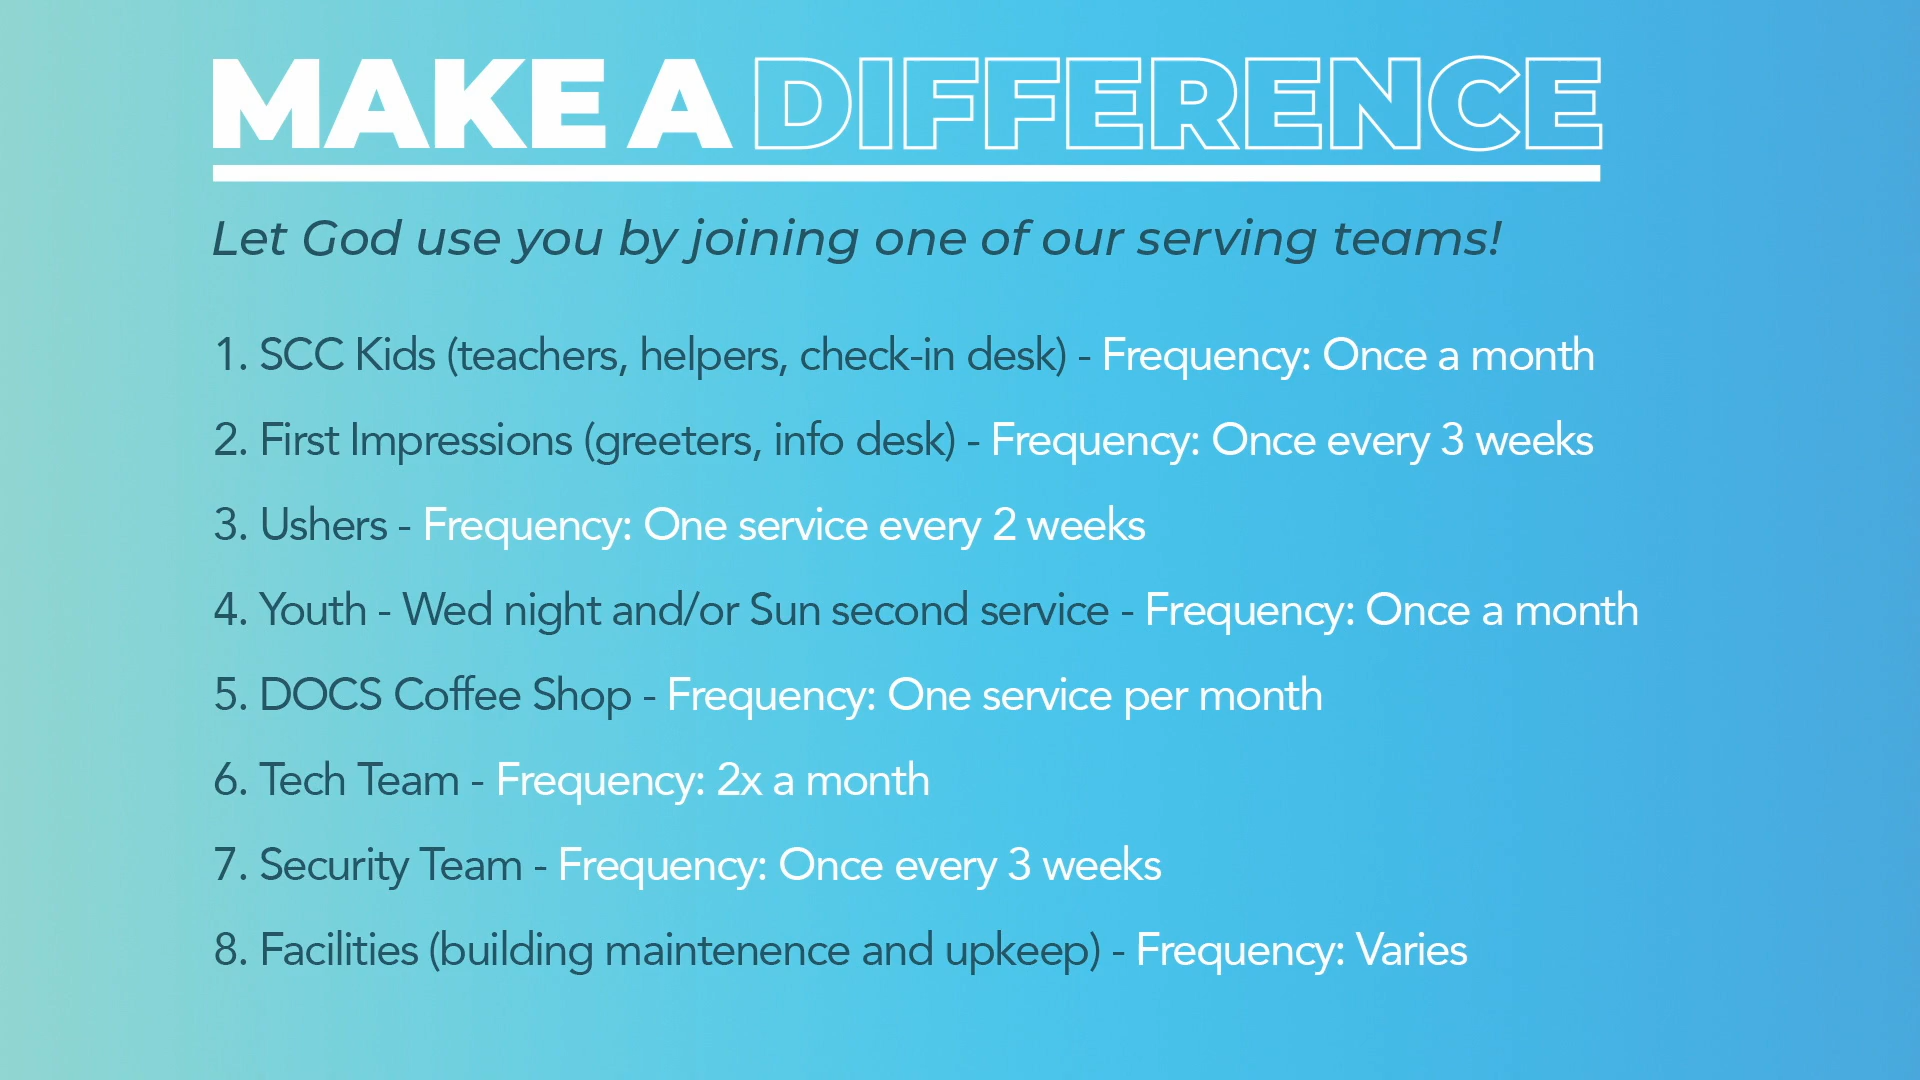 MAKE A DIFFERENCE
Let God use you by joining one of our serving teams!
1. SCC Kids (teachers, helpers, check-in desk) - Frequency: Once a month
2. First Impressions (greeters, info desk) - Frequency: Once every 3 weeks
3. Ushers - Frequency: One service every 2 weeks
4. Youth - Wed night and/or Sun second service - Frequency: Once a month
5. DOCS Coffee Shop - Frequency: One service per month
6. Tech Team - Frequency: 2x a month
7. Security Team - Frequency: Once every 3 weeks
8. Facilities (building maintenence and upkeep) - Frequency: Varies